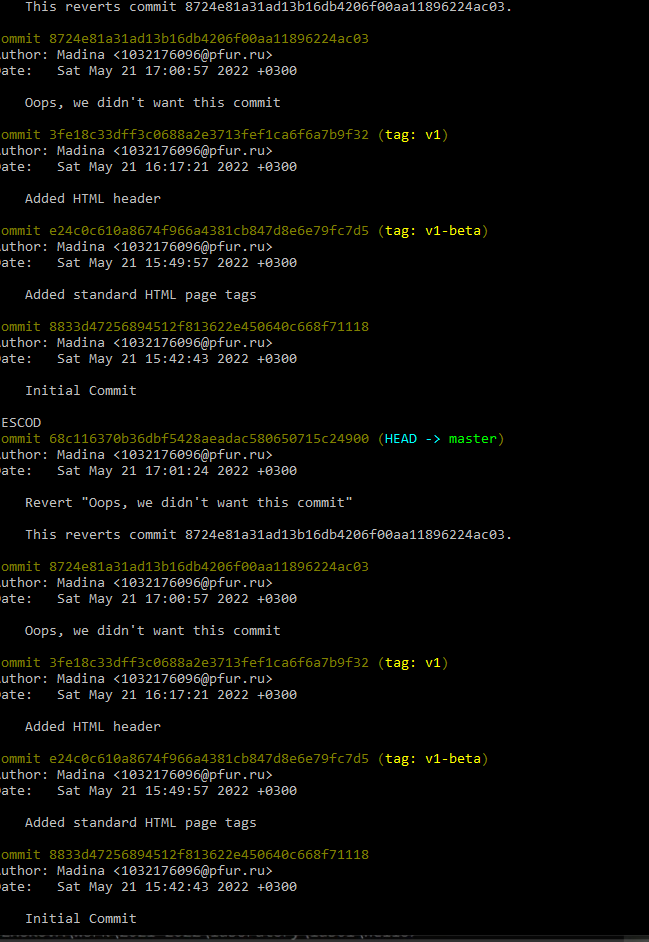 This reverts commit 8724e81a31ad13b16db4206f00aa11896224ac03.
ommit 8724e81a31ad13b16db4206f00aa11896224ac03
uthor: Madina <1032176096@pfur.ru>
ate:   Sat May 21 17:00:57 2022 +0300
Oops, we didn't want this commit
ommit 3fe18c33dff3c0688a2e3713fef1ca6f6a7b9f32 (tag: v1)
uthor: Madina <1032176096@pfur.ru>
ate:   Sat May 21 16:17:21 2022 +0300
Added HTML header
ommit e24c0c610a8674f966a4381cb847d8e6e79fc7d5 (tag: v1-beta)
uthor: Madina <1032176096@pfur.ru>
ate:   Sat May 21 15:49:57 2022 +0300
Added standard HTML page tags
ommit 8833d47256894512f813622e450640c668f71118
uthor: Madina <1032176096@pfur.ru>
ate:   Sat May 21 15:42:43 2022 +0300
Initial Commit
ESCOD
ommit 68c116370b36dbf5428aeadac580650715c24900 (HEAD -> master)
uthor: Madina <1032176096@pfur.ru>
ate:   Sat May 21 17:01:24 2022 +0300
Revert "Oops, we didn't want this commit"
This reverts commit 8724e81a31ad13b16db4206f00aa11896224ac03.
ommit 8724e81a31ad13b16db4206f00aa11896224ac03
uthor: Madina <1032176096@pfur.ru>
ate:   Sat May 21 17:00:57 2022 +0300
Oops, we didn't want this commit
ommit 3fe18c33dff3c0688a2e3713fef1ca6f6a7b9f32 (tag: v1)
uthor: Madina <1032176096@pfur.ru>
ate:   Sat May 21 16:17:21 2022 +0300
Added HTML header
ommit e24c0c610a8674f966a4381cb847d8e6e79fc7d5 (tag: v1-beta)
uthor: Madina <1032176096@pfur.ru>
ate:   Sat May 21 15:49:57 2022 +0300
Added standard HTML page tags
ommit 8833d47256894512f813622e450640c668f71118
uthor: Madina <1032176096@pfur.ru>
ate:   Sat May 21 15:42:43 2022 +0300
Initial Commit